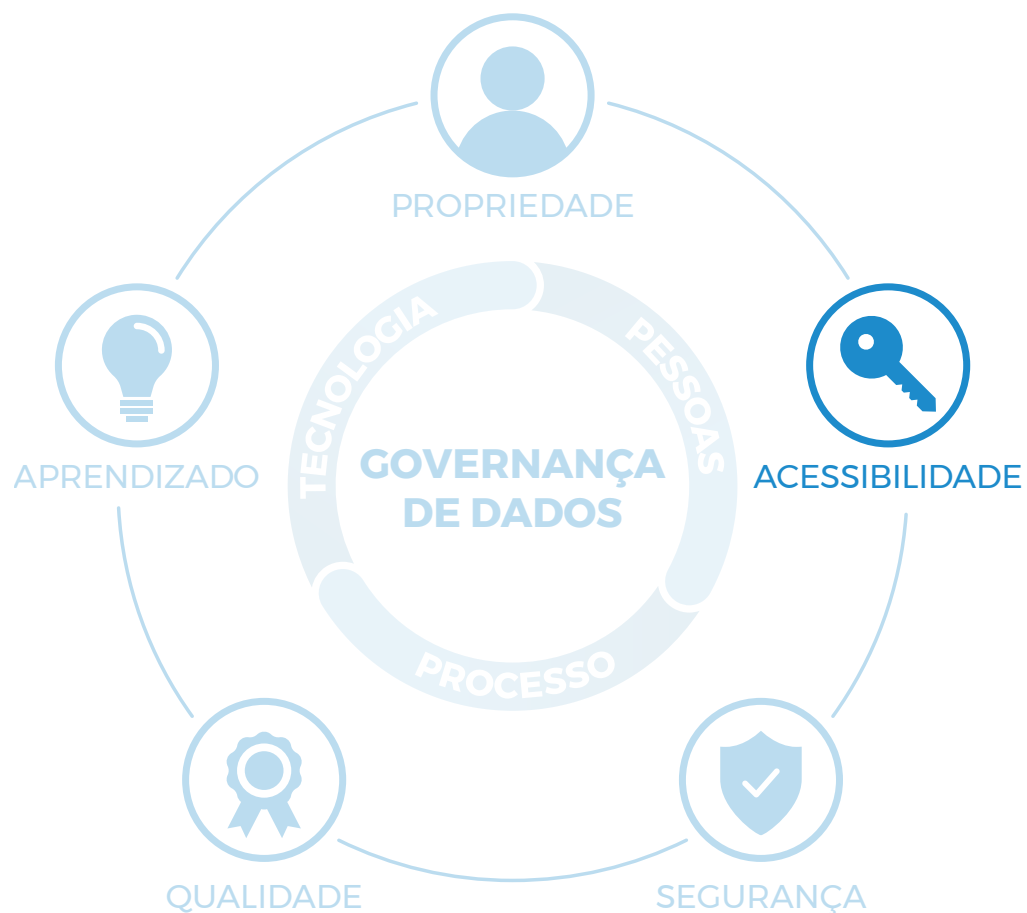 PROPRIEDADE
TECNOLOGIA
PESSOAS
GOVERNANÇA
DE DADOS
APRENDIZADO
ACESSIBILIDADE
PROCESSO
QUALIDADE
SEGURANÇA